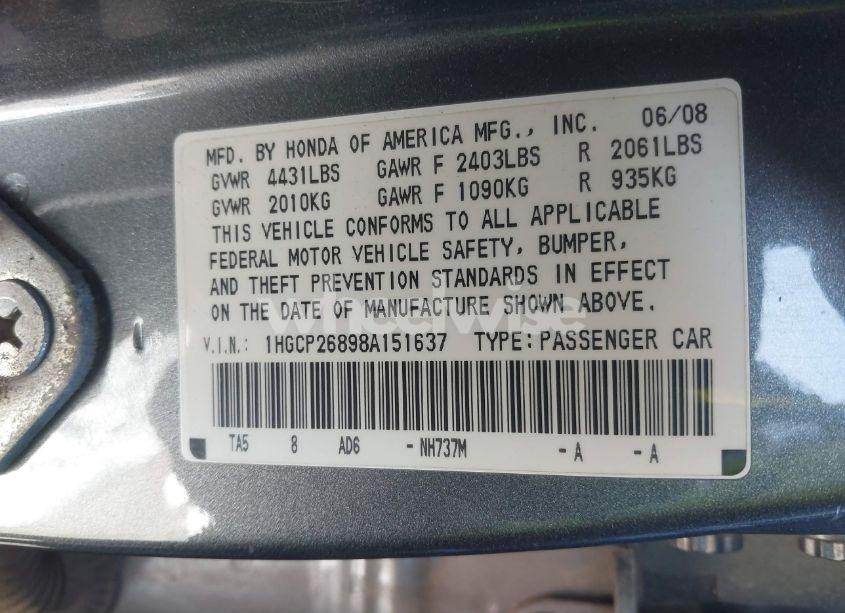 MFD. BY HONDA OF AMERICA MFG., INC. 06/08
GVWR 4431LBS GAWR F 2403LBS R 2061LBS
GVWR 2010KG GAWR F 1090KG R 935KG
THIS VEHICLE CONFORMS TO ALL APPLICABLE
FEDERAL MOTOR VEHICLE SAFETY, BUMPER,
AND THEFT PREVENTION STANDARDS IN EFFECT
ON THE DATE OF MANUFACTURE SHOWN ABOVE.
wheelwise
V.I.N.: 1HGCP26898A151637 TYPE: PASSENGER CAR
TA5 8 AD6 - NH737M - A - A